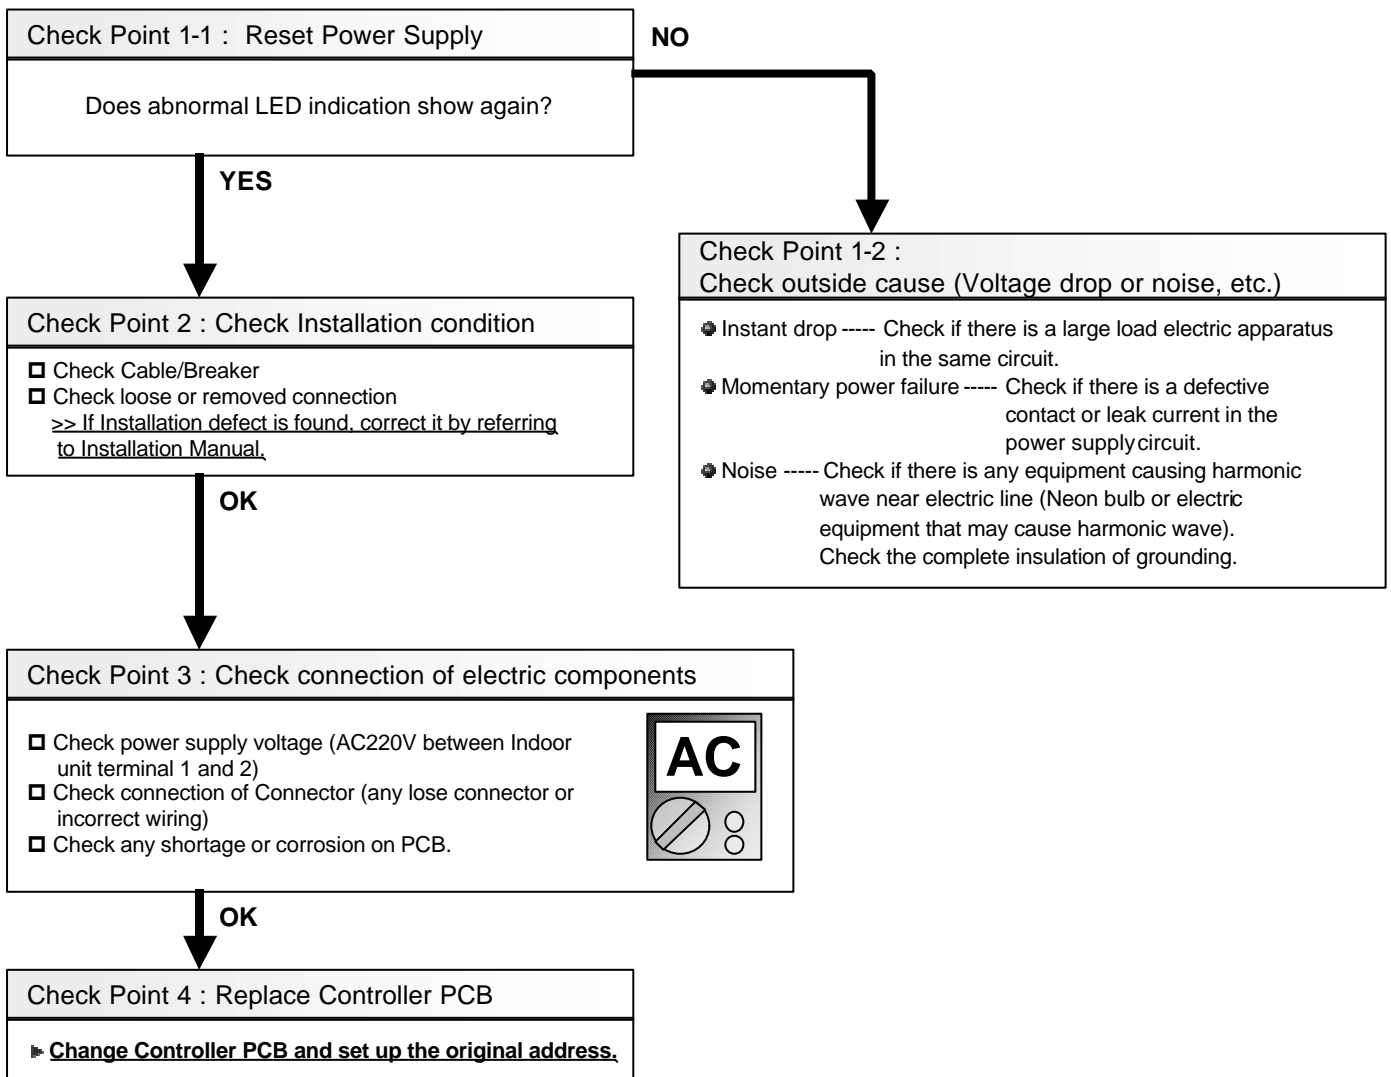 Check Point 1-1 :  Reset Power Supply
Does abnormal LED indication show again?
NO
YES
Check Point 1-2 :
Check outside cause (Voltage drop or noise, etc.)
Instant drop ----- Check if there is a large load electric apparatus
in the same circuit.
Momentary power failure ----- Check if there is a defective
contact or leak current in the
power supply circuit.
Noise ----- Check if there is any equipment causing harmonic
wave near electric line (Neon bulb or electric
equipment that may cause harmonic wave).
Check the complete insulation of grounding.
Check Point 2 : Check Installation condition
Check Cable/Breaker
Check loose or removed connection
>> If Installation defect is found, correct it by referring
to Installation Manual.
OK
Check Point 3 : Check connection of electric components
Check power supply voltage (AC220V between Indoor
unit terminal 1 and 2)
Check connection of Connector (any lose connector or
incorrect wiring)
Check any shortage or corrosion on PCB.
AC
OK
Check Point 4 : Replace Controller PCB
Change Controller PCB and set up the original address.